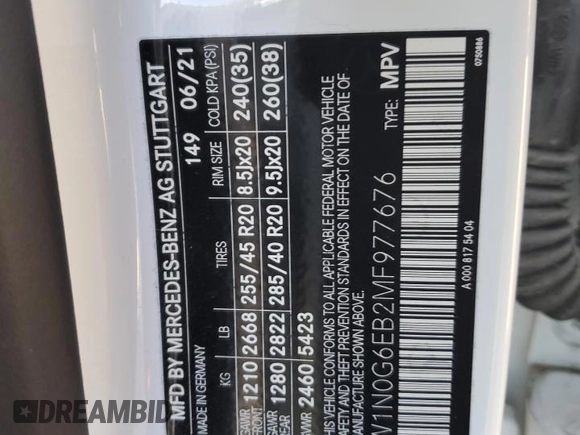 MFD BY MERCEDES-BENZ AG STUTTGART
MADE IN GERMANY 149 06/21
KG LB TIRES RIM SIZE COLD KPA(PSI)
GAWR FRONT 1210 2668 255/45 R20 8.5Jx20 240(35)
GAWR REAR 1280 2822 285/40 R20 9.5Jx20 260(38)
GVWR 2460 5423
THIS VEHICLE CONFORMS TO ALL APPLICABLE FEDERAL MOTOR VEHICLE
SAFETY AND THEFT PREVENTION STANDARDS IN EFFECT ON THE DATE OF
MANUFACTURE SHOWN ABOVE.
V1N0G6EB2MF977676 TYPE: MPV
A 000 817 54 04
0750886
DREAMBID